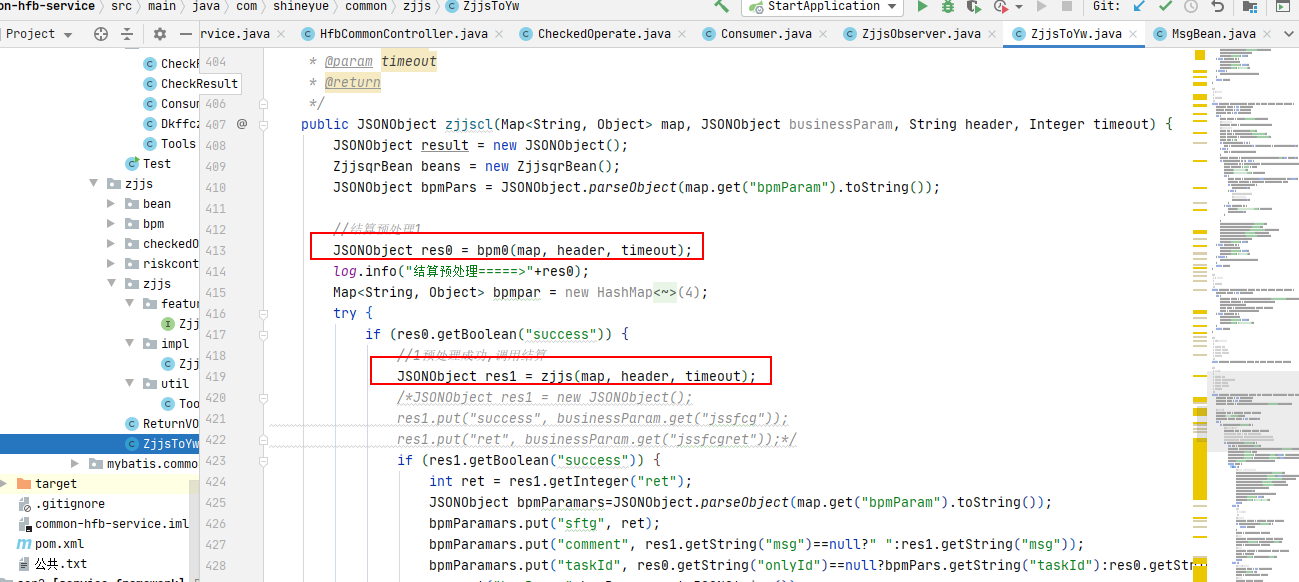 on-hfb-service > src > main > java > com > shineyue > common > zjjs > ZjjsToYw
StartApplication
Git:
Project
rvice.java
HfbCommonController.java
CheckedOperate.java
Consumer.java
ZjjsObserver.java
ZjjsToYw.java
MsgBean.java
CheckR
CheckResult
Consum
Dkffcz
Tools
Test
zjjs
bean
bpm
checkedO
riskcont
zjjs
featur
Zjj
impl
Zjj
util
Too
ReturnVO
ZjjsToYw
mybatis.commo
target
.gitignore
common-hfb-service.iml
pom.xml
公共.txt
404 * @param timeout
* @return
406 */
407 @ public JSONObject zjjscl(Map<String, Object> map, JSONObject businessParam, String header, Integer timeout) {
408 JSONObject result = new JSONObject();
409 ZjjsqrBean beans = new ZjjsqrBean();
410 JSONObject bpmPars = JSONObject.parseObject(map.get("bpmParam").toString());
411
412 //结算预处理1
413 JSONObject res0 = bpm0(map, header, timeout);
414 log.info("结算预处理=====>"+res0);
415 Map<String, Object> bpmpar = new HashMap<~>(4);
416 try {
417 if (res0.getBoolean("success")) {
418 //1预处理成功,调用结算
419 JSONObject res1 = zjjs(map, header, timeout);
420 /*JSONObject res1 = new JSONObject();
421 res1.put("success", businessParam.get("jssfcg"));
422 res1.put("ret", businessParam.get("jssfcgret"));*/
423 if (res1.getBoolean("success")) {
424 int ret = res1.getInteger("ret");
425 JSONObject bpmParamars=JSONObject.parseObject(map.get("bpmParam").toString());
426 bpmParamars.put("sftg", ret);
427 bpmParamars.put("comment", res1.getString("msg")==null?" ":res1.getString("msg"));
428 bpmParamars.put("taskId", res0.getString("onlyId")==null?bpmPars.getString("taskId"):res0.getStr